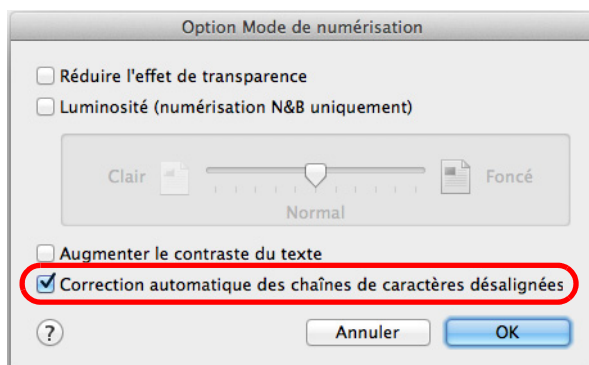 Option Mode de numérisation
Réduire l'effet de transparence
Luminosité (numérisation N&B uniquement)
Clair Foncé
Normal
Augmenter le contraste du texte
Correction automatique des chaînes de caractères désalignées
? Annuler OK